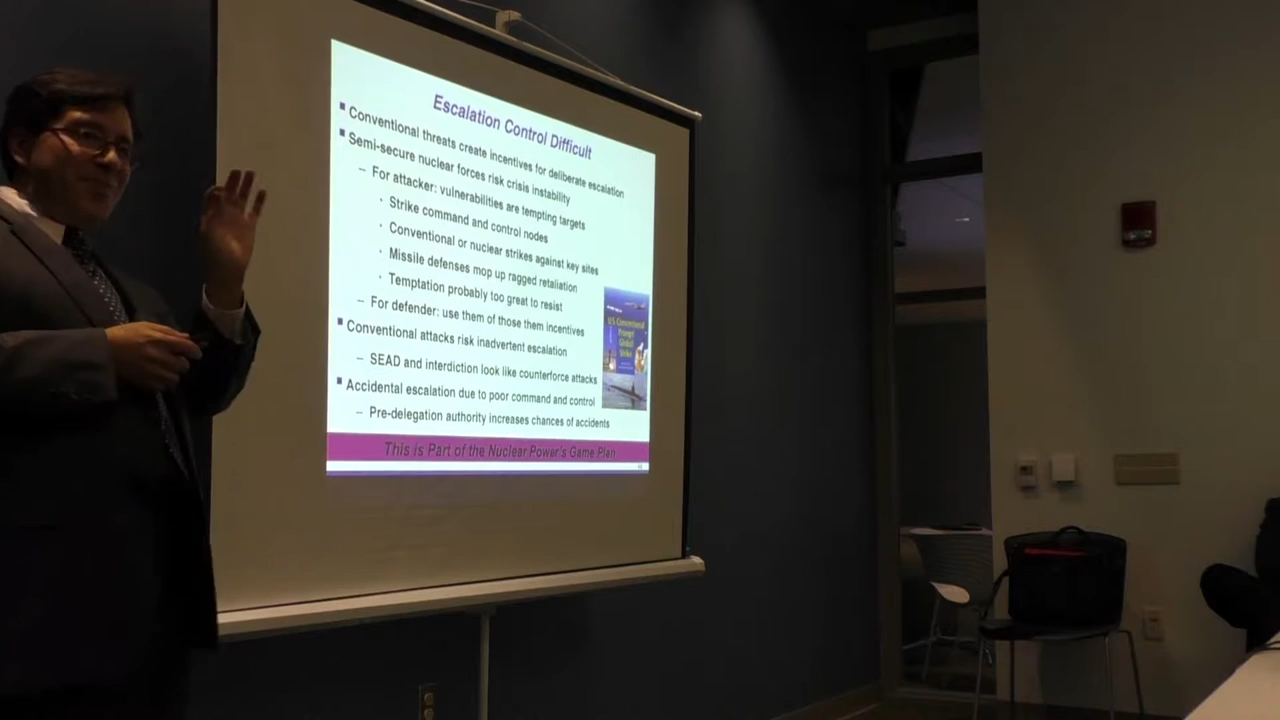 Escalation Control Difficult
▪ Conventional threats create incentives for deliberate escalation
▪ Semi-secure nuclear forces risk crisis instability
– For attacker: vulnerabilities are tempting targets
· Strike command and control nodes
· Conventional or nuclear strikes against key sites
· Missile defenses mop up ragged retaliation
· Temptation probably too great to resist
– For defender: use them of those them incentives
▪ Conventional attacks risk inadvertent escalation
– SEAD and interdiction look like counterforce attacks
▪ Accidental escalation due to poor command and control
– Pre-delegation authority increases chances of accidents
U.S. Conventional
Prompt
Global
Strike
This is Part of the Nuclear Power's Game Plan